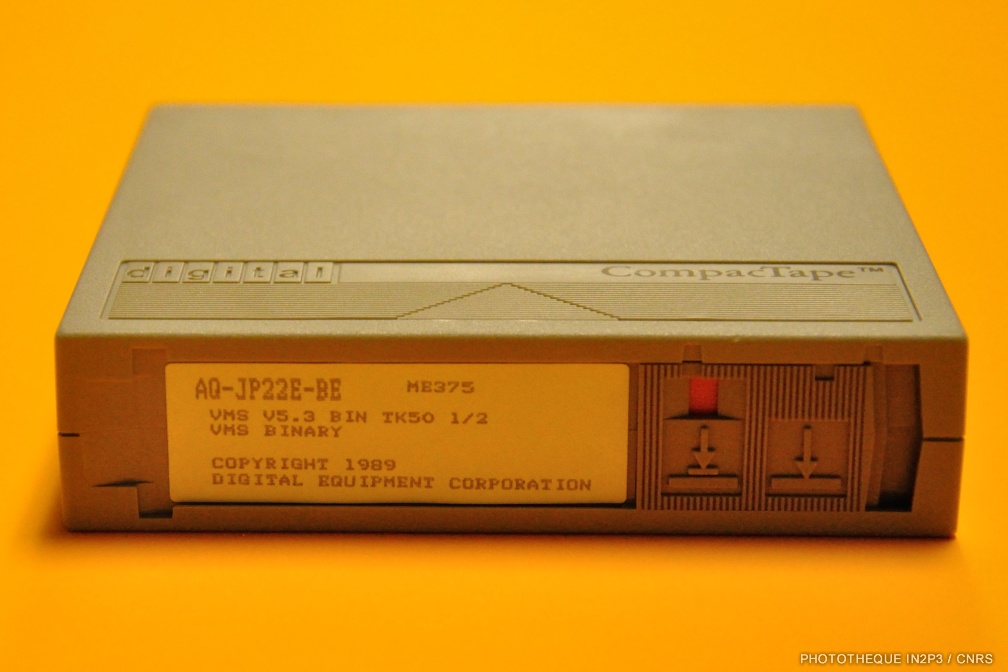 digital CompacTape™
AQ-JP22E-BE ME375
VMS V5.3 BIN TK50 1/2
VMS BINARY
COPYRIGHT 1989
DIGITAL EQUIPMENT CORPORATION
PHOTOTHEQUE IN2P3 / CNRS